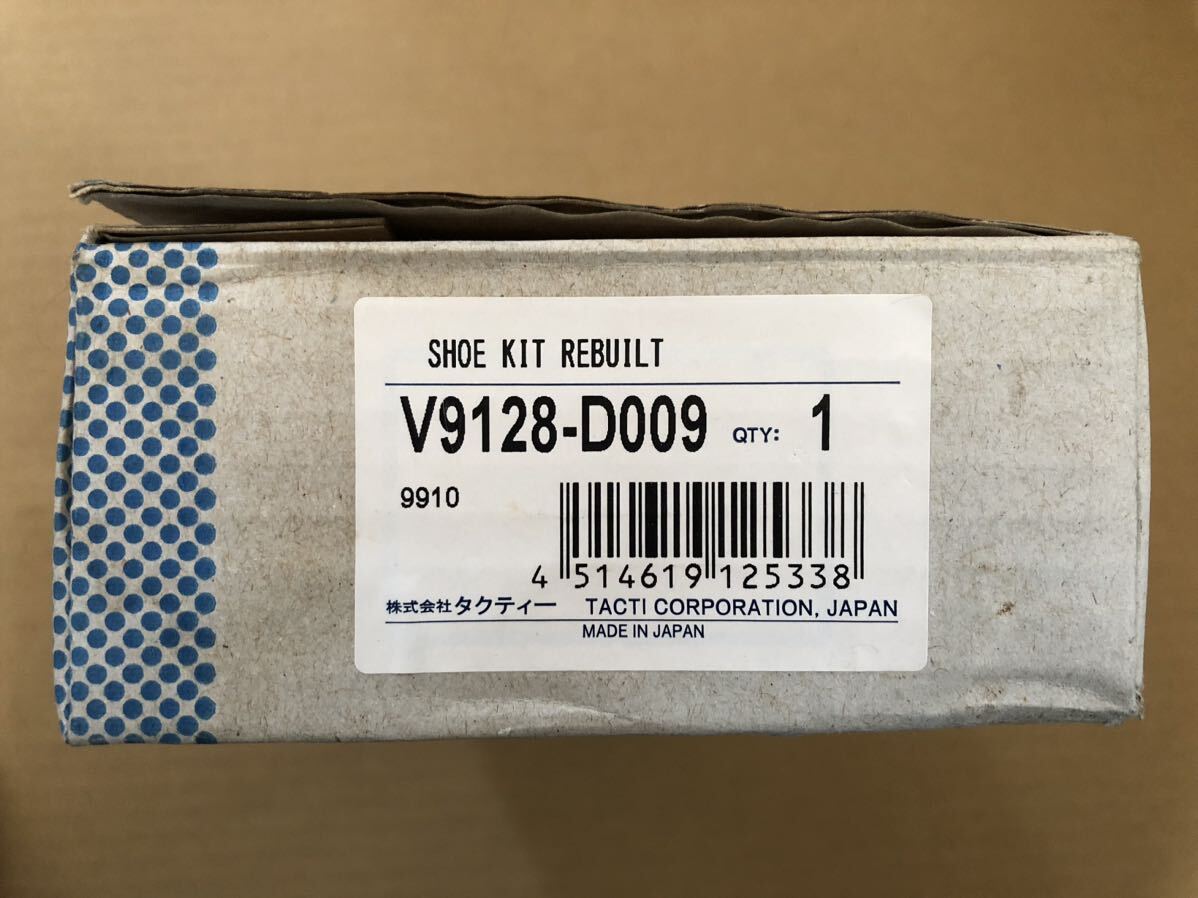 SHOE KIT REBUILT
V9128-D009 QTY: 1
9910
4 514619 125338
株式会社タクティー TACTI CORPORATION, JAPAN
MADE IN JAPAN